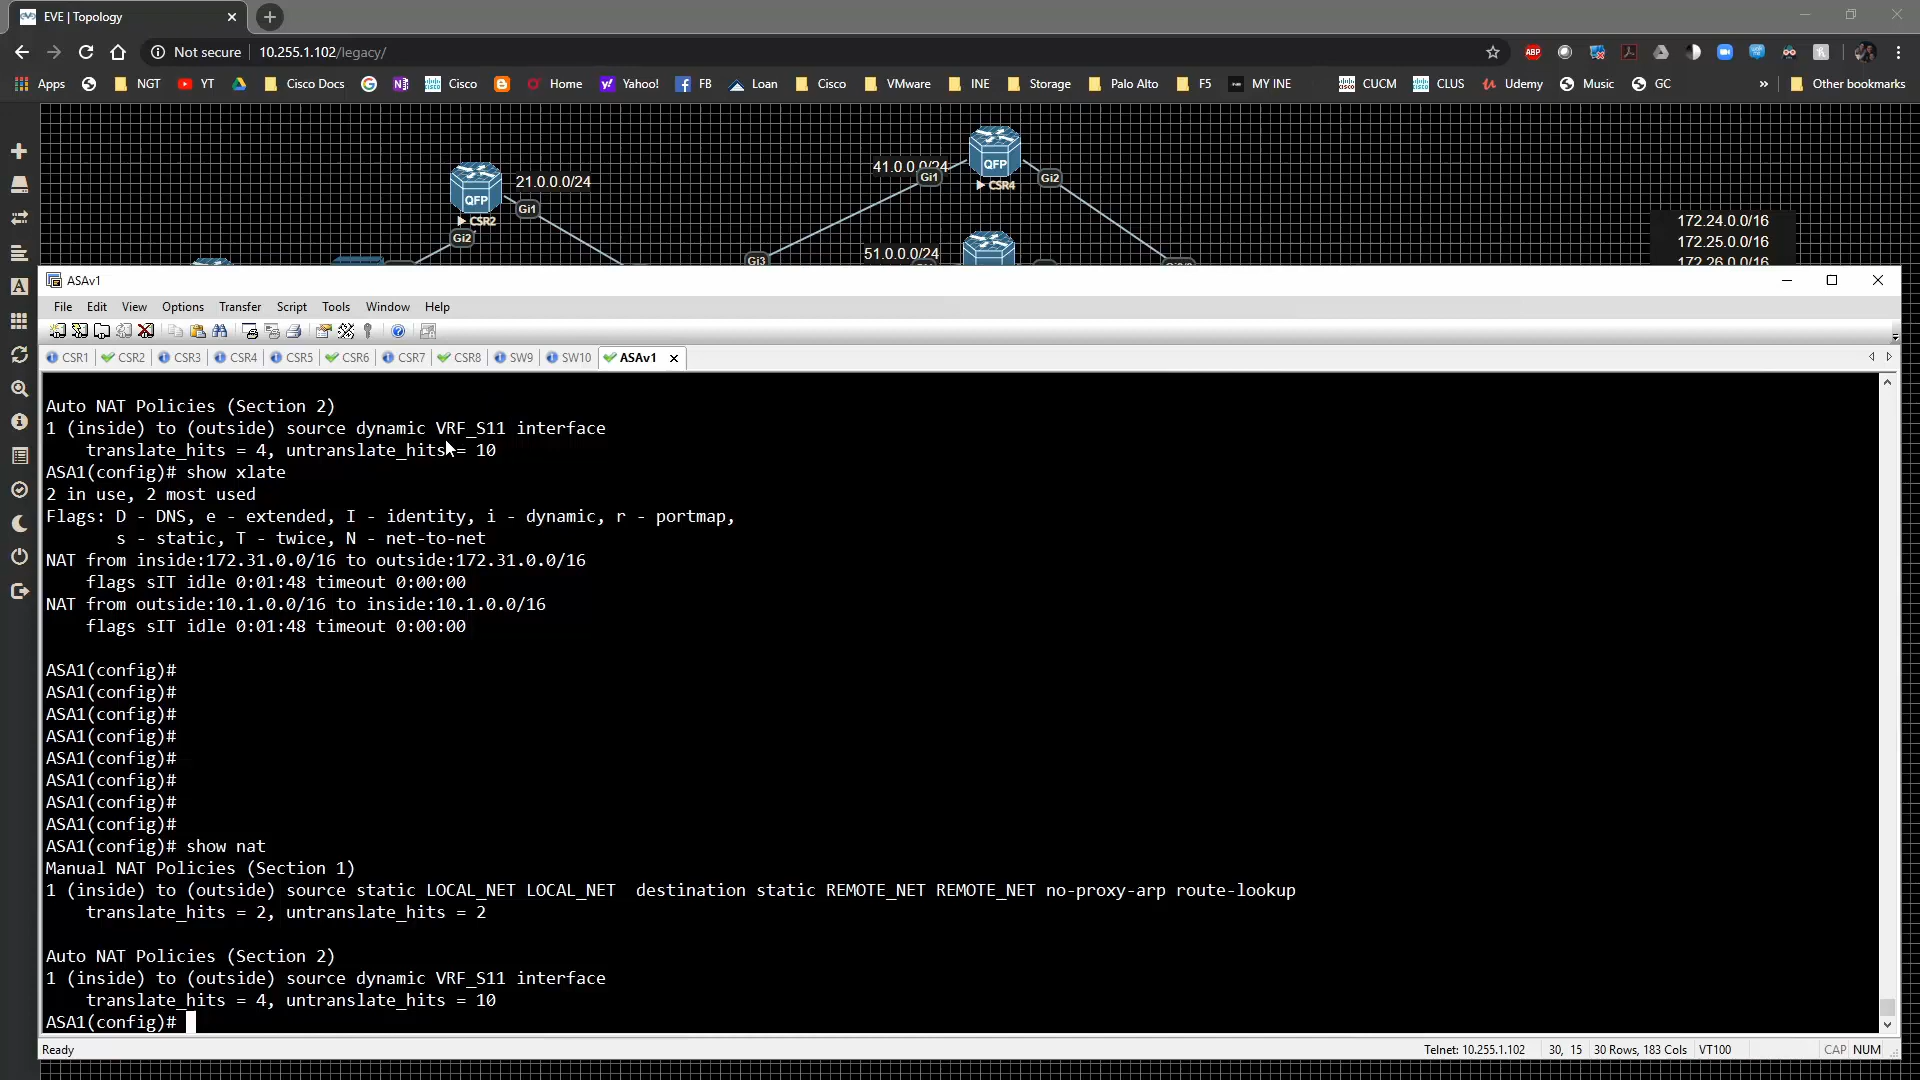 EVE | Topology
Not secure 10.255.1.102/legacy/
ABP
Apps NGT YT Cisco Docs Cisco Home Yahoo! FB Loan Cisco VMware INE Storage Palo Alto F5 MY INE CUCM CLUS Udemy Music GC » Other bookmarks
41.0.0.0/24
QFP
Gi1
CSR4
Gi2
21.0.0.0/24
QFP
Gi1
CSR2
Gi2
172.24.0.0/16
172.25.0.0/16
172.26.0.0/16
51.0.0.0/24
Gi3
ASAv1
File Edit View Options Transfer Script Tools Window Help
CSR1 CSR2 CSR3 CSR4 CSR5 CSR6 CSR7 CSR8 SW9 SW10 ASAv1
Auto NAT Policies (Section 2)
1 (inside) to (outside) source dynamic VRF_S11 interface
    translate_hits = 4, untranslate_hits = 10
ASA1(config)# show xlate
2 in use, 2 most used
Flags: D - DNS, e - extended, I - identity, i - dynamic, r - portmap,
       s - static, T - twice, N - net-to-net
NAT from inside:172.31.0.0/16 to outside:172.31.0.0/16
    flags sIT idle 0:01:48 timeout 0:00:00
NAT from outside:10.1.0.0/16 to inside:10.1.0.0/16
    flags sIT idle 0:01:48 timeout 0:00:00
ASA1(config)#
ASA1(config)#
ASA1(config)#
ASA1(config)#
ASA1(config)#
ASA1(config)#
ASA1(config)#
ASA1(config)#
ASA1(config)# show nat
Manual NAT Policies (Section 1)
1 (inside) to (outside) source static LOCAL_NET LOCAL_NET  destination static REMOTE_NET REMOTE_NET no-proxy-arp route-lookup
    translate_hits = 2, untranslate_hits = 2
Auto NAT Policies (Section 2)
1 (inside) to (outside) source dynamic VRF_S11 interface
    translate_hits = 4, untranslate_hits = 10
ASA1(config)#
Ready Telnet: 10.255.1.102 30, 15 30 Rows, 183 Cols VT100 CAP NUM